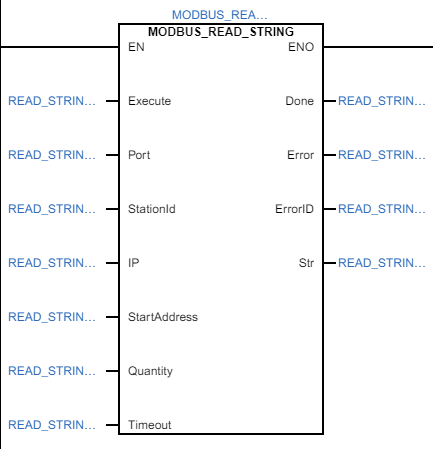 MODBUS_REA...
MODBUS_READ_STRING
EN ENO
READ_STRIN... Execute Done READ_STRIN...
READ_STRIN... Port Error READ_STRIN...
READ_STRIN... StationId ErrorID READ_STRIN...
READ_STRIN... IP Str READ_STRIN...
READ_STRIN... StartAddress
READ_STRIN... Quantity
READ_STRIN... Timeout